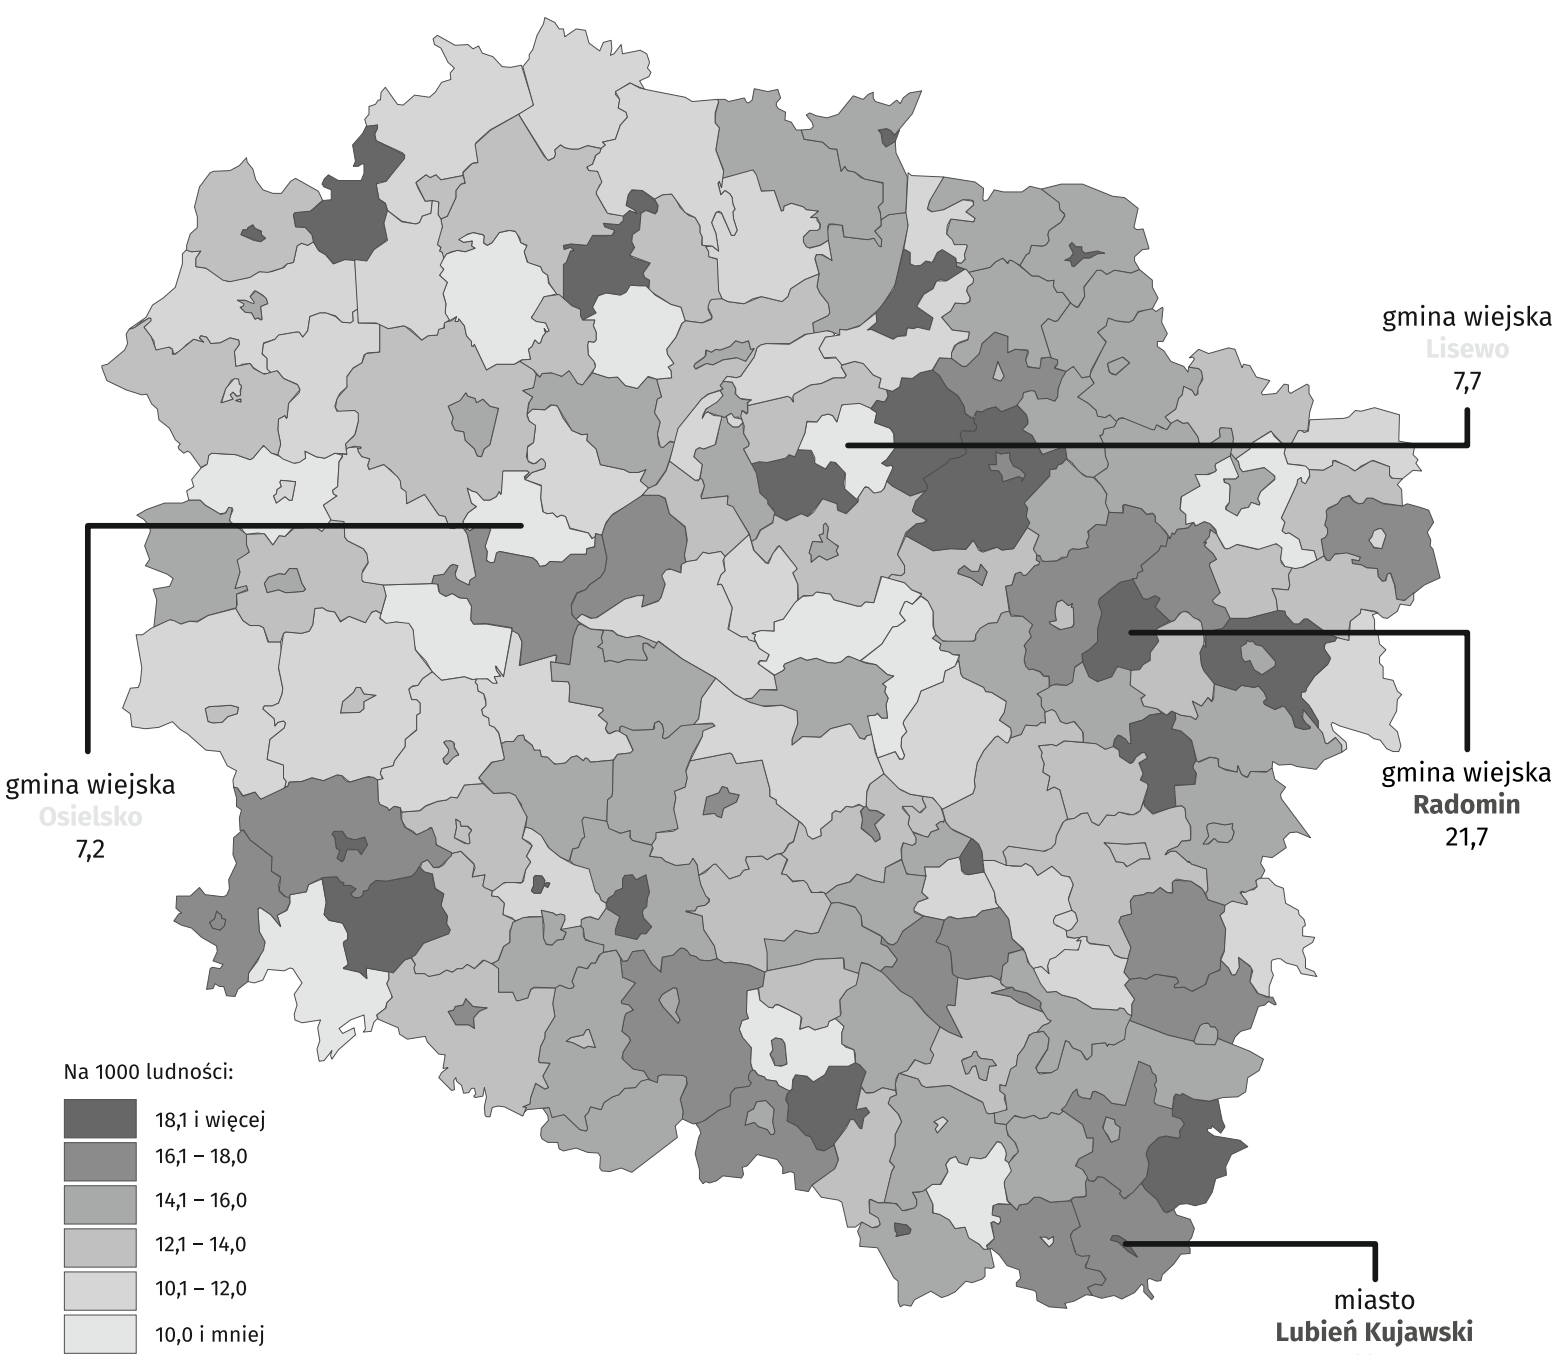 gmina wiejska
Lisewo
7,7
gmina wiejska
Osielsko
7,2
gmina wiejska
Radomin
21,7
Na 1000 ludności:
18,1 i więcej
16,1 – 18,0
14,1 – 16,0
12,1 – 14,0
10,1 – 12,0
10,0 i mniej
miasto
Lubień Kujawski